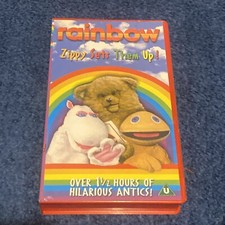 rainbow
Zippy Sets Them Up!
OVER 1½ HOURS OF
HILARIOUS ANTICS!
U